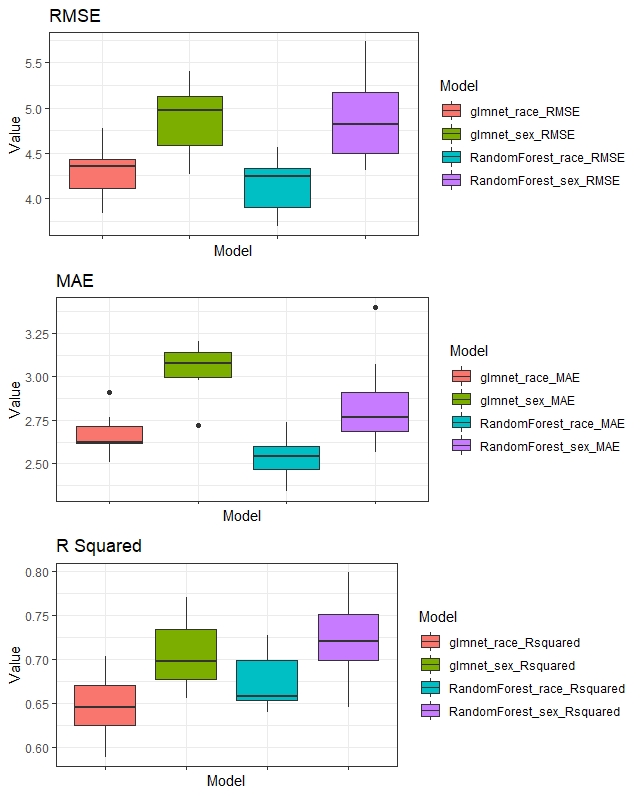 RMSE
Value
5.5
5.0
4.5
4.0
Model
Model
glmnet_race_RMSE
glmnet_sex_RMSE
RandomForest_race_RMSE
RandomForest_sex_RMSE
MAE
Value
3.25
3.00
2.75
2.50
Model
Model
glmnet_race_MAE
glmnet_sex_MAE
RandomForest_race_MAE
RandomForest_sex_MAE
R Squared
Value
0.80
0.75
0.70
0.65
0.60
Model
Model
glmnet_race_Rsquared
glmnet_sex_Rsquared
RandomForest_race_Rsquared
RandomForest_sex_Rsquared